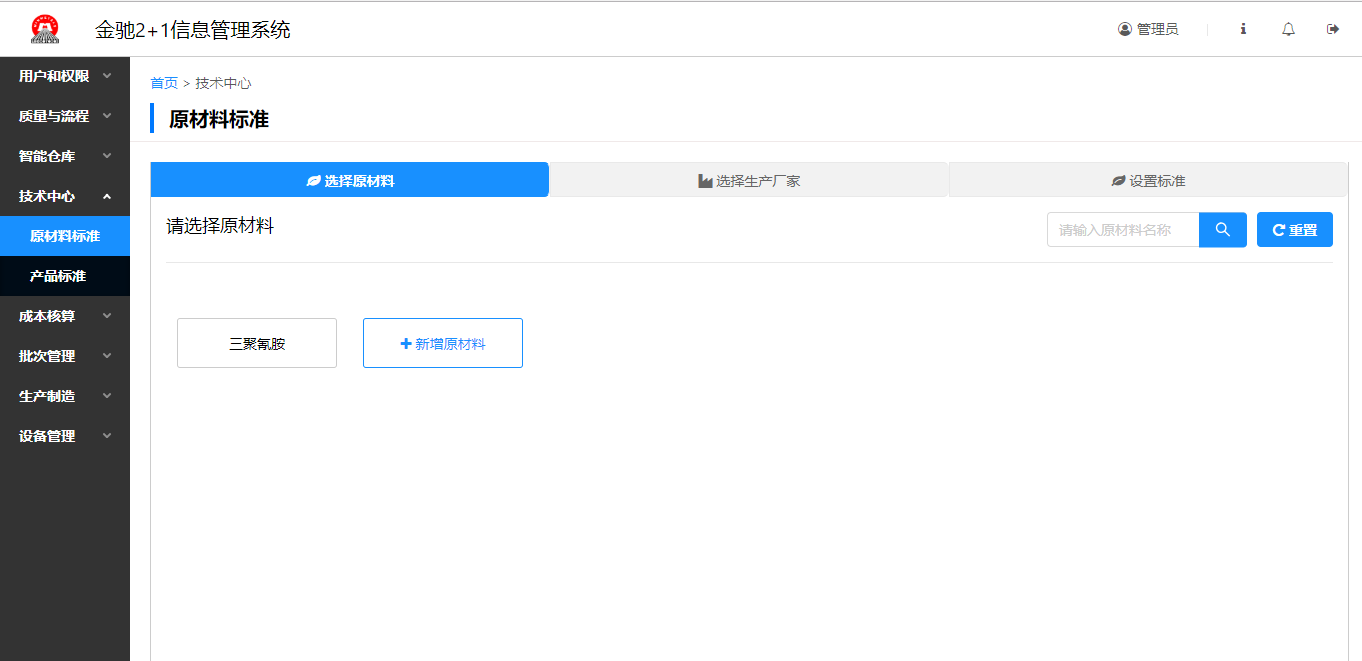 金驰2+1信息管理系统
管理员
用户和权限
质量与流程
智能仓库
技术中心
原材料标准
产品标准
成本核算
批次管理
生产制造
设备管理
首页 > 技术中心
原材料标准
选择原材料
选择生产厂家
设置标准
请选择原材料
请输入原材料名称
重置
三聚氰胺
新增原材料